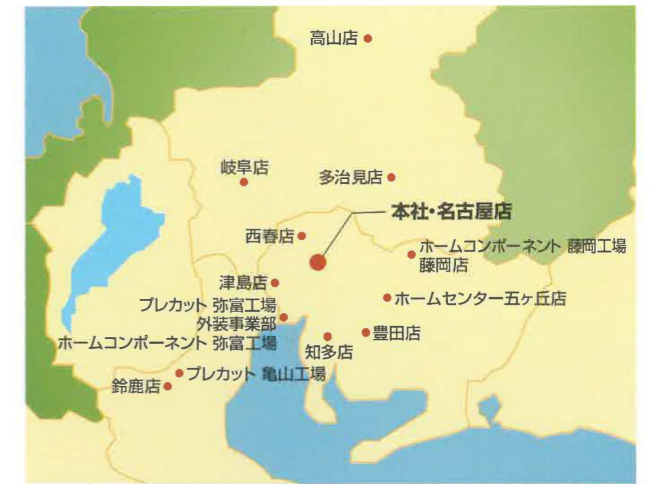 高山店
岐阜店
多治見店
本社・名古屋店
西春店
ホームコンポーネント 藤岡工場
藤岡店
津島店
プレカット 弥富工場
外装事業部
ホームコンポーネント 弥富工場
ホームセンター五ヶ丘店
豊田店
知多店
プレカット 亀山工場
鈴鹿店